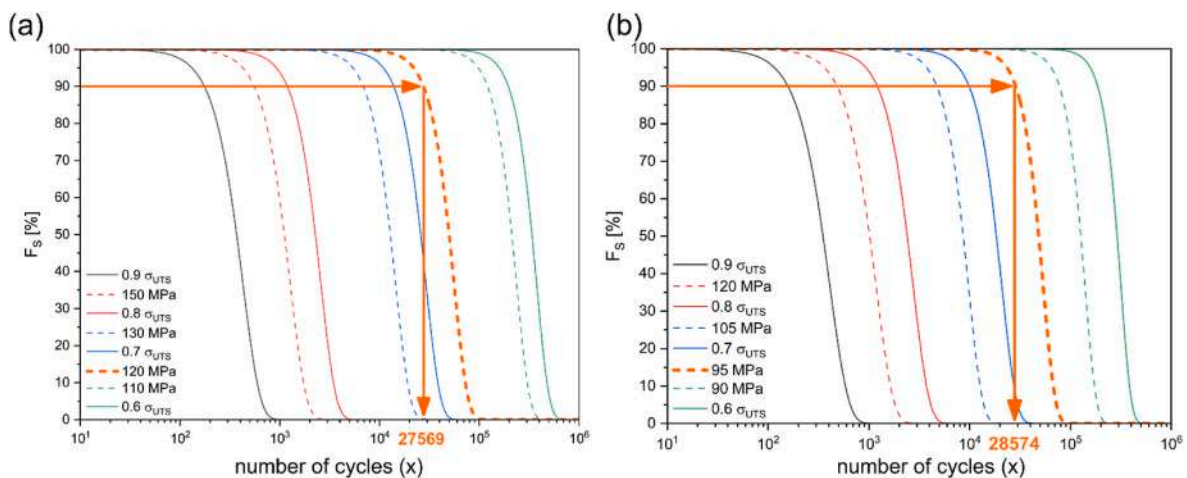 (a)
100
90
80
70
60
50
40
30
20
10
0
F_S [%]
0.9 σ_UTS
150 MPa
0.8 σ_UTS
130 MPa
0.7 σ_UTS
120 MPa
110 MPa
0.6 σ_UTS
10^1 10^2 10^3 10^4 10^5 10^6
27569
number of cycles (x)
(b)
100
90
80
70
60
50
40
30
20
10
0
F_S [%]
0.9 σ_UTS
120 MPa
0.8 σ_UTS
105 MPa
0.7 σ_UTS
95 MPa
90 MPa
0.6 σ_UTS
10^1 10^2 10^3 10^4 10^5 10^6
28574
number of cycles (x)